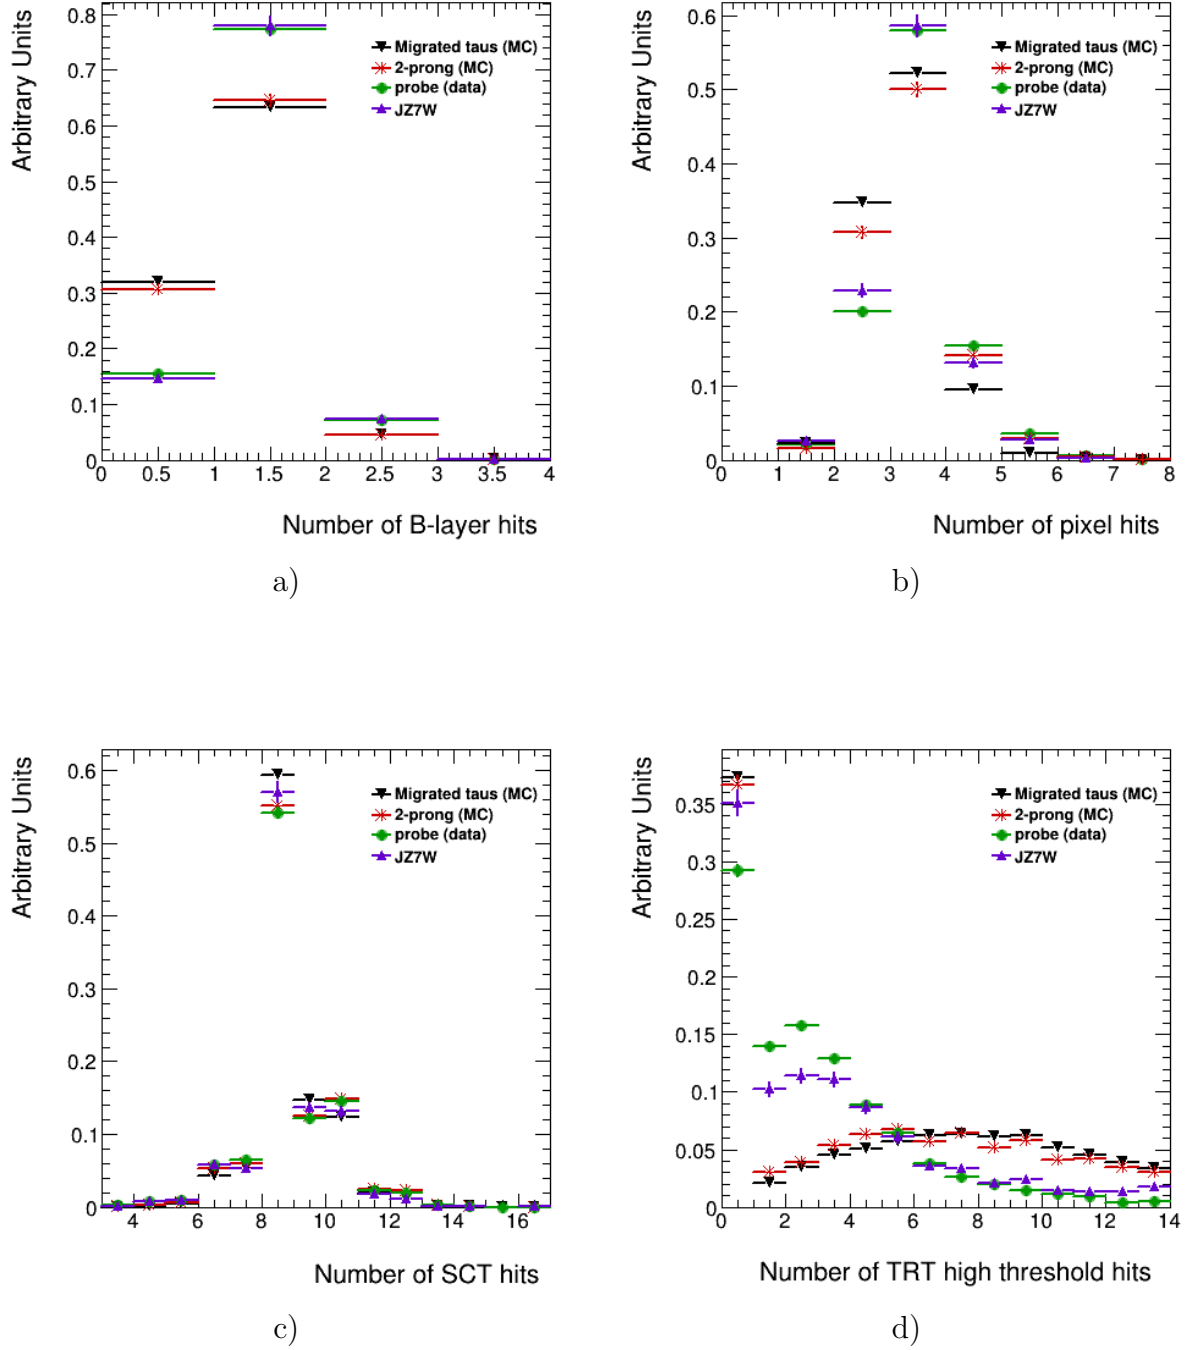 Arbitrary Units
0.8
0.7
0.6
0.5
0.4
0.3
0.2
0.1
0
0 0.5 1 1.5 2 2.5 3 3.5 4
Migrated taus (MC)
2-prong (MC)
probe (data)
JZ7W
Number of B-layer hits
a)
Arbitrary Units
0.6
0.5
0.4
0.3
0.2
0.1
0
0 1 2 3 4 5 6 7 8
Migrated taus (MC)
2-prong (MC)
probe (data)
JZ7W
Number of pixel hits
b)
Arbitrary Units
0.6
0.5
0.4
0.3
0.2
0.1
0
4 6 8 10 12 14 16
Migrated taus (MC)
2-prong (MC)
probe (data)
JZ7W
Number of SCT hits
c)
Arbitrary Units
0.35
0.3
0.25
0.2
0.15
0.1
0.05
0
0 2 4 6 8 10 12 14
Migrated taus (MC)
2-prong (MC)
probe (data)
JZ7W
Number of TRT high threshold hits
d)